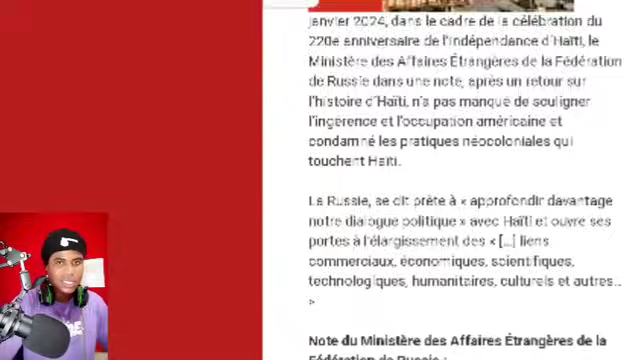 janvier 2024, dans le cadre de la célébration du
220e anniversaire de l'indépendance d'Haïti, le
Ministère des Affaires Étrangères de la Fédération
de Russie dans une note, après un retour sur
l'histoire d'Haïti, n'a pas manqué de souligner
l'ingérence et l'occupation américaine et
condamné les pratiques néocoloniales qui
touchent Haïti.
La Russie, se dit prête à « approfondir davantage
notre dialogue politique » avec Haïti et ouvre ses
portes à l'élargissement des « [...] liens
commerciaux, économiques, scientifiques,
technologiques, humanitaires, culturels et autres...
»
Note du Ministère des Affaires Étrangères de la
Fédération de Russie :